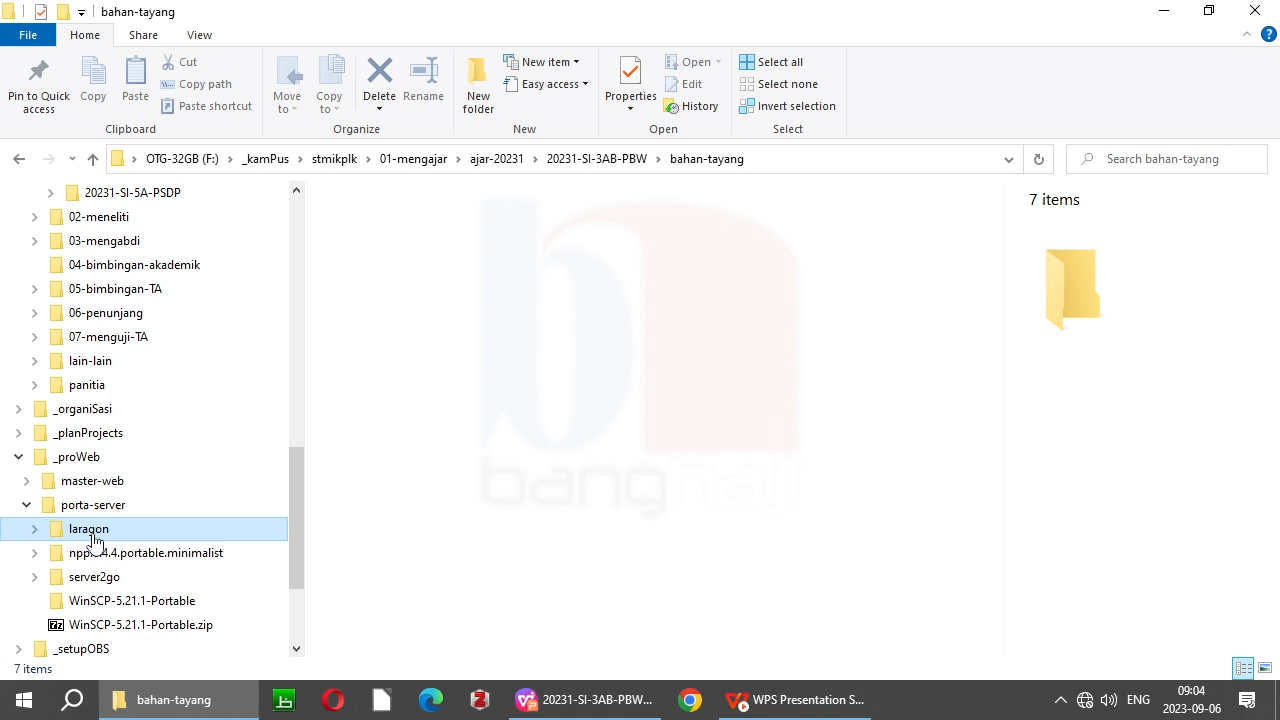 bahan-tayang
File Home Share View
Pin to Quick access
Copy
Paste
Cut
Copy path
Paste shortcut
Clipboard
Move to
Copy to
Delete
Rename
Organize
New folder
New item
Easy access
New
Properties
Open
Edit
History
Open
Select all
Select none
Invert selection
Select
OTG-32GB (F:) › _kamPus › stmikplk › 01-mengajar › ajar-20231 › 20231-SI-3AB-PBW › bahan-tayang
Search bahan-tayang
20231-SI-5A-PSDP
02-meneliti
03-mengabdi
04-bimbingan-akademik
05-bimbingan-TA
06-penunjang
07-menguji-TA
lain-lain
panitia
_organiSasi
_planProjects
_proWeb
master-web
porta-server
laragon
4.portable.minimalist
server2go
WinSCP-5.21.1-Portable
WinSCP-5.21.1-Portable.zip
_setupOBS
7 items
banghaji
7 items
bahan-tayang
20231-SI-3AB-PBW...
WPS Presentation S...
ENG
09:04
2023-09-06